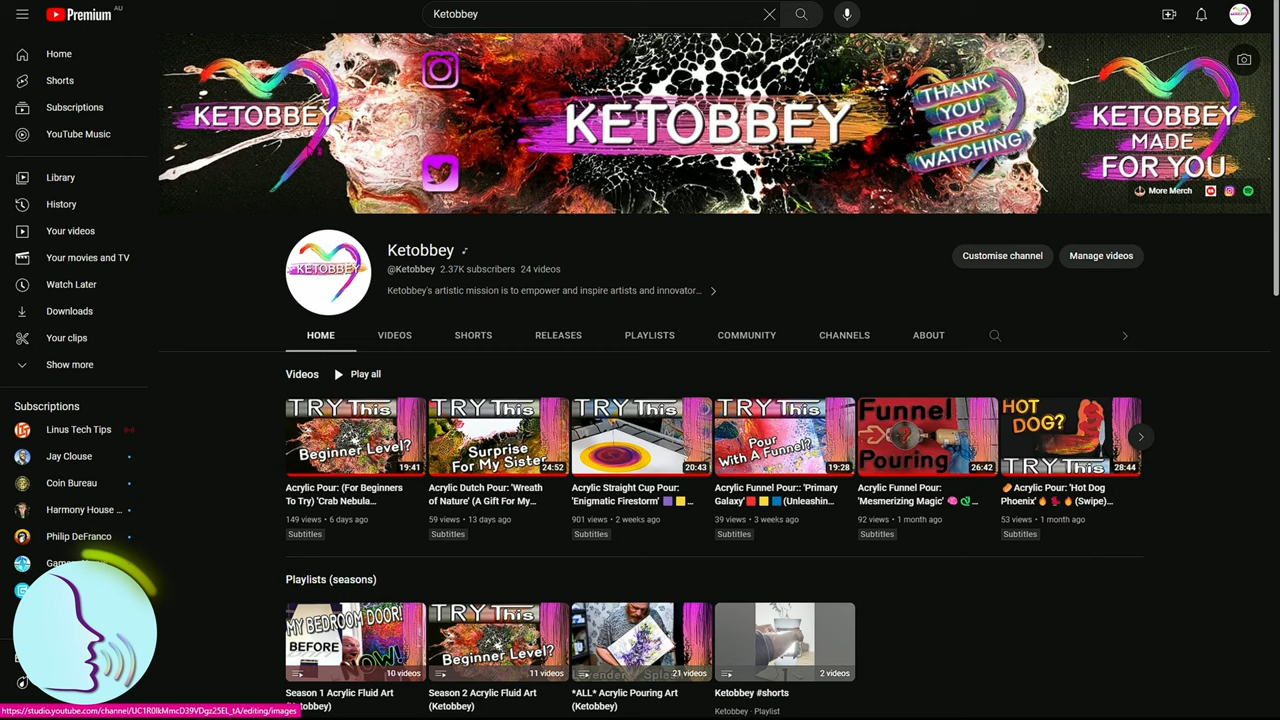 Premium AU
Ketobbey
Home
Shorts
Subscriptions
YouTube Music
Library
History
Your videos
Your movies and TV
Watch Later
Downloads
Your clips
Show more
Subscriptions
Linus Tech Tips
Jay Clouse
Coin Bureau
Harmony House ...
Philip DeFranco
KETOBBEY
KETOBBEY
THANK
YOU
FOR
WATCHING
KETOBBEY
MADE
FOR YOU
More Merch
KETOBBEY
Ketobbey
@Ketobbey 2.37K subscribers 24 videos
Ketobbey's artistic mission is to empower and inspire artists and innovator...
Customise channel
Manage videos
HOME
VIDEOS
SHORTS
RELEASES
PLAYLISTS
COMMUNITY
CHANNELS
ABOUT
Videos
Play all
TRY This
Beginner Level?
19:41
Acrylic Pour: (For Beginners
To Try) 'Crab Nebula...
149 views • 6 days ago
Subtitles
TRY This
Surprise
For My Sister
24:52
Acrylic Dutch Pour: 'Wreath
of Nature' (A Gift For My...
59 views • 13 days ago
Subtitles
TRY This
20:43
Acrylic Straight Cup Pour:
'Enigmatic Firestorm' 🟪 🟨 ...
901 views • 2 weeks ago
Subtitles
TRY This
Pour
With A Funnel?
19:28
Acrylic Funnel Pour:: 'Primary
Galaxy'🟥 🟨 🟦 (Unleashin...
39 views • 3 weeks ago
Subtitles
Funnel
?
Pouring
26:42
Acrylic Funnel Pour:
'Mesmerizing Magic' ...
92 views • 1 month ago
Subtitles
HOT
DOG?
TRY This
28:44
Acrylic Pour: 'Hot Dog
Phoenix' (Swipe)...
53 views • 1 month ago
Subtitles
Playlists (seasons)
MY BEDROOM DOOR!
BEFORE
NOW!
10 videos
Season 1 Acrylic Fluid Art
(Ketobbey)
TRY This
Beginner Level?
11 videos
Season 2 Acrylic Fluid Art
(Ketobbey)
21 videos
*ALL* Acrylic Pouring Art
(Ketobbey)
2 videos
Ketobbey #shorts
Ketobbey · Playlist
https://studio.youtube.com/channel/UC1R0lkMmcD39VDgz25EL_tA/editing/images